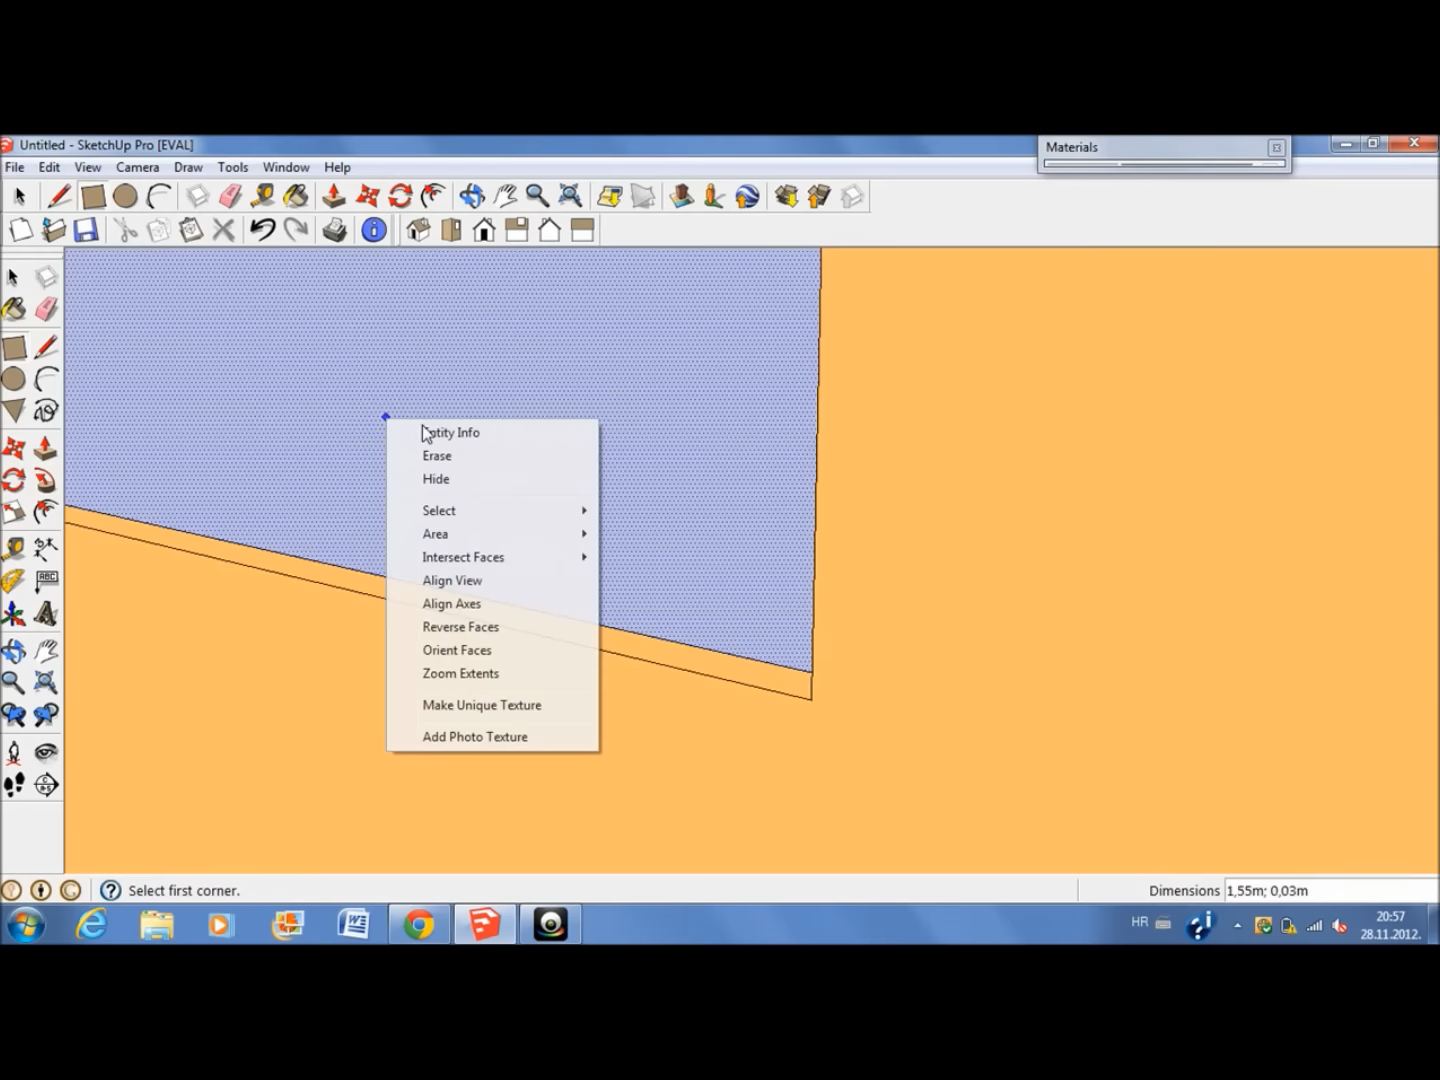 Untitled - SketchUp Pro [EVAL]
Materials
File Edit View Camera Draw Tools Window Help
tity Info
Erase
Hide
Select
Area
Intersect Faces
Align View
Align Axes
Reverse Faces
Orient Faces
Zoom Extents
Make Unique Texture
Add Photo Texture
ABC
A
Select first corner.
Dimensions 1,55m; 0,03m
HR
20:57
28.11.2012.